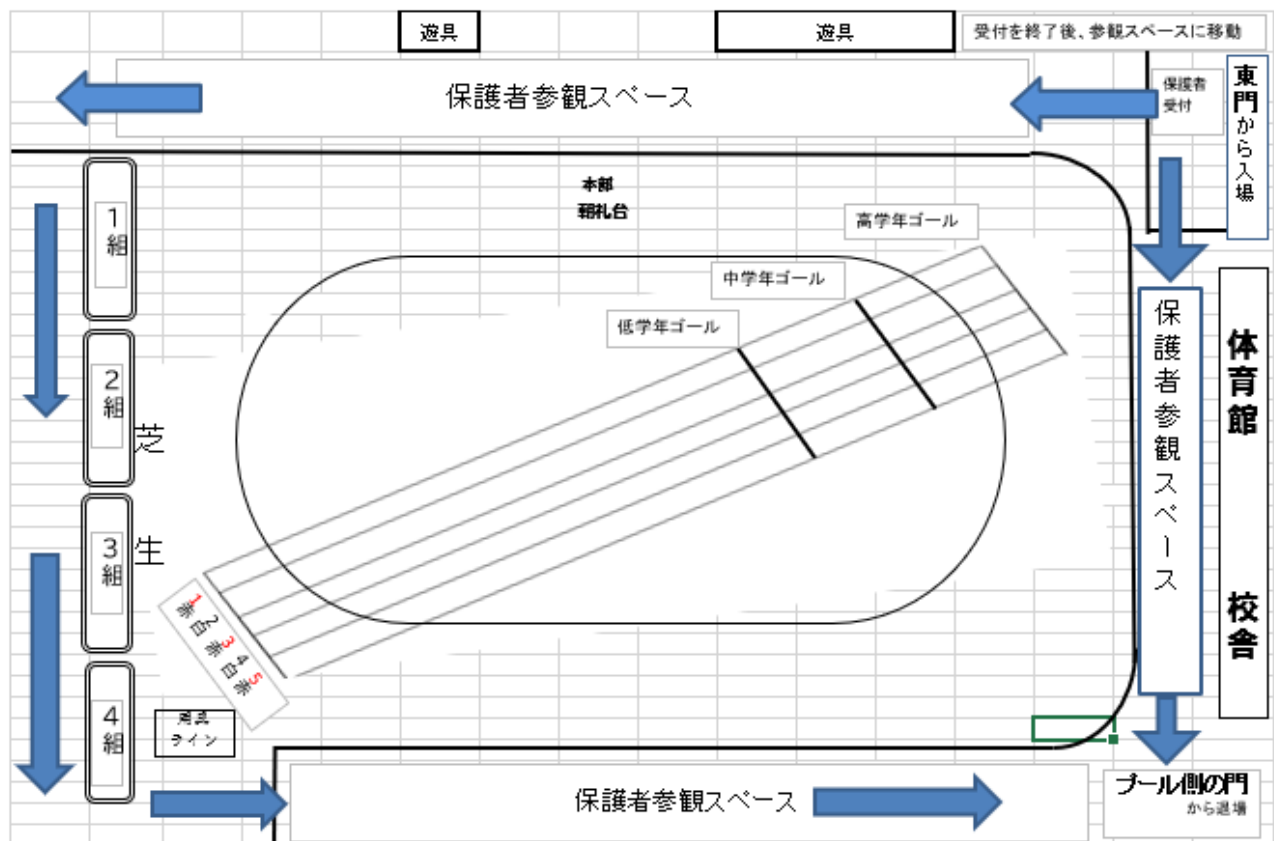 遊具
遊具
受付を終了後、参観スペースに移動
保護者参観スペース
保護者
受付
東門から入場
本部
朝礼台
高学年ゴール
中学年ゴール
低学年ゴール
1組
2組
3組
4組
芝生
保護者参観スペース
体育館
校舎
1 2 3 4 5
赤 白 赤 白 赤
用具
ライン
保護者参観スペース
プール側の門
から退場